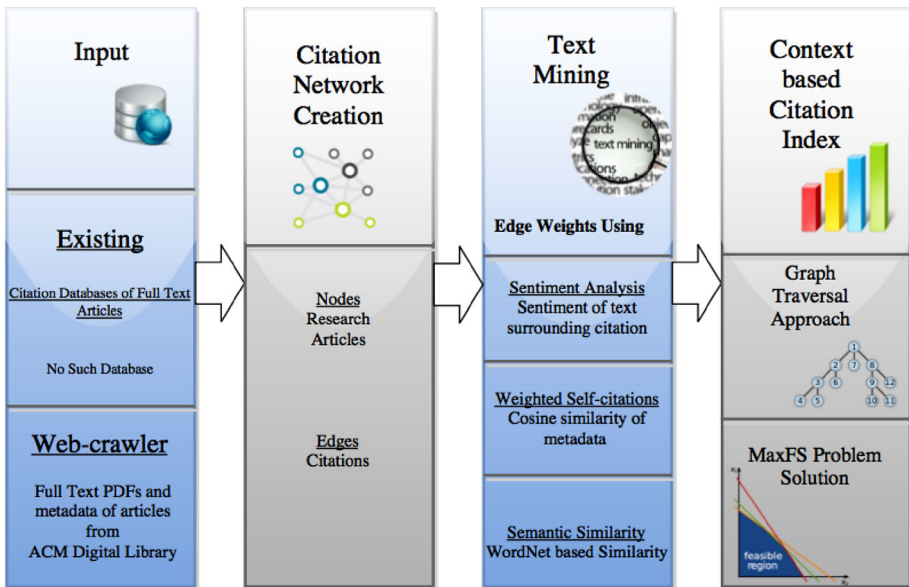 Input
Existing
Citation Databases of Full Text
Articles
No Such Database
Web-crawler
Full Text PDFs and
metadata of articles
from
ACM Digital Library
Citation
Network
Creation
Nodes
Research
Articles
Edges
Citations
Text
Mining
text mining
Edge Weights Using
Sentiment Analysis
Sentiment of text
surrounding citation
Weighted Self-citations
Cosine similarity of
metadata
Semantic Similarity
WordNet based Similarity
Context
based
Citation
Index
Graph
Traversal
Approach
1
2 7 8
3 6 9 12
4 5 10 11
MaxFS Problem
Solution
feasible
region